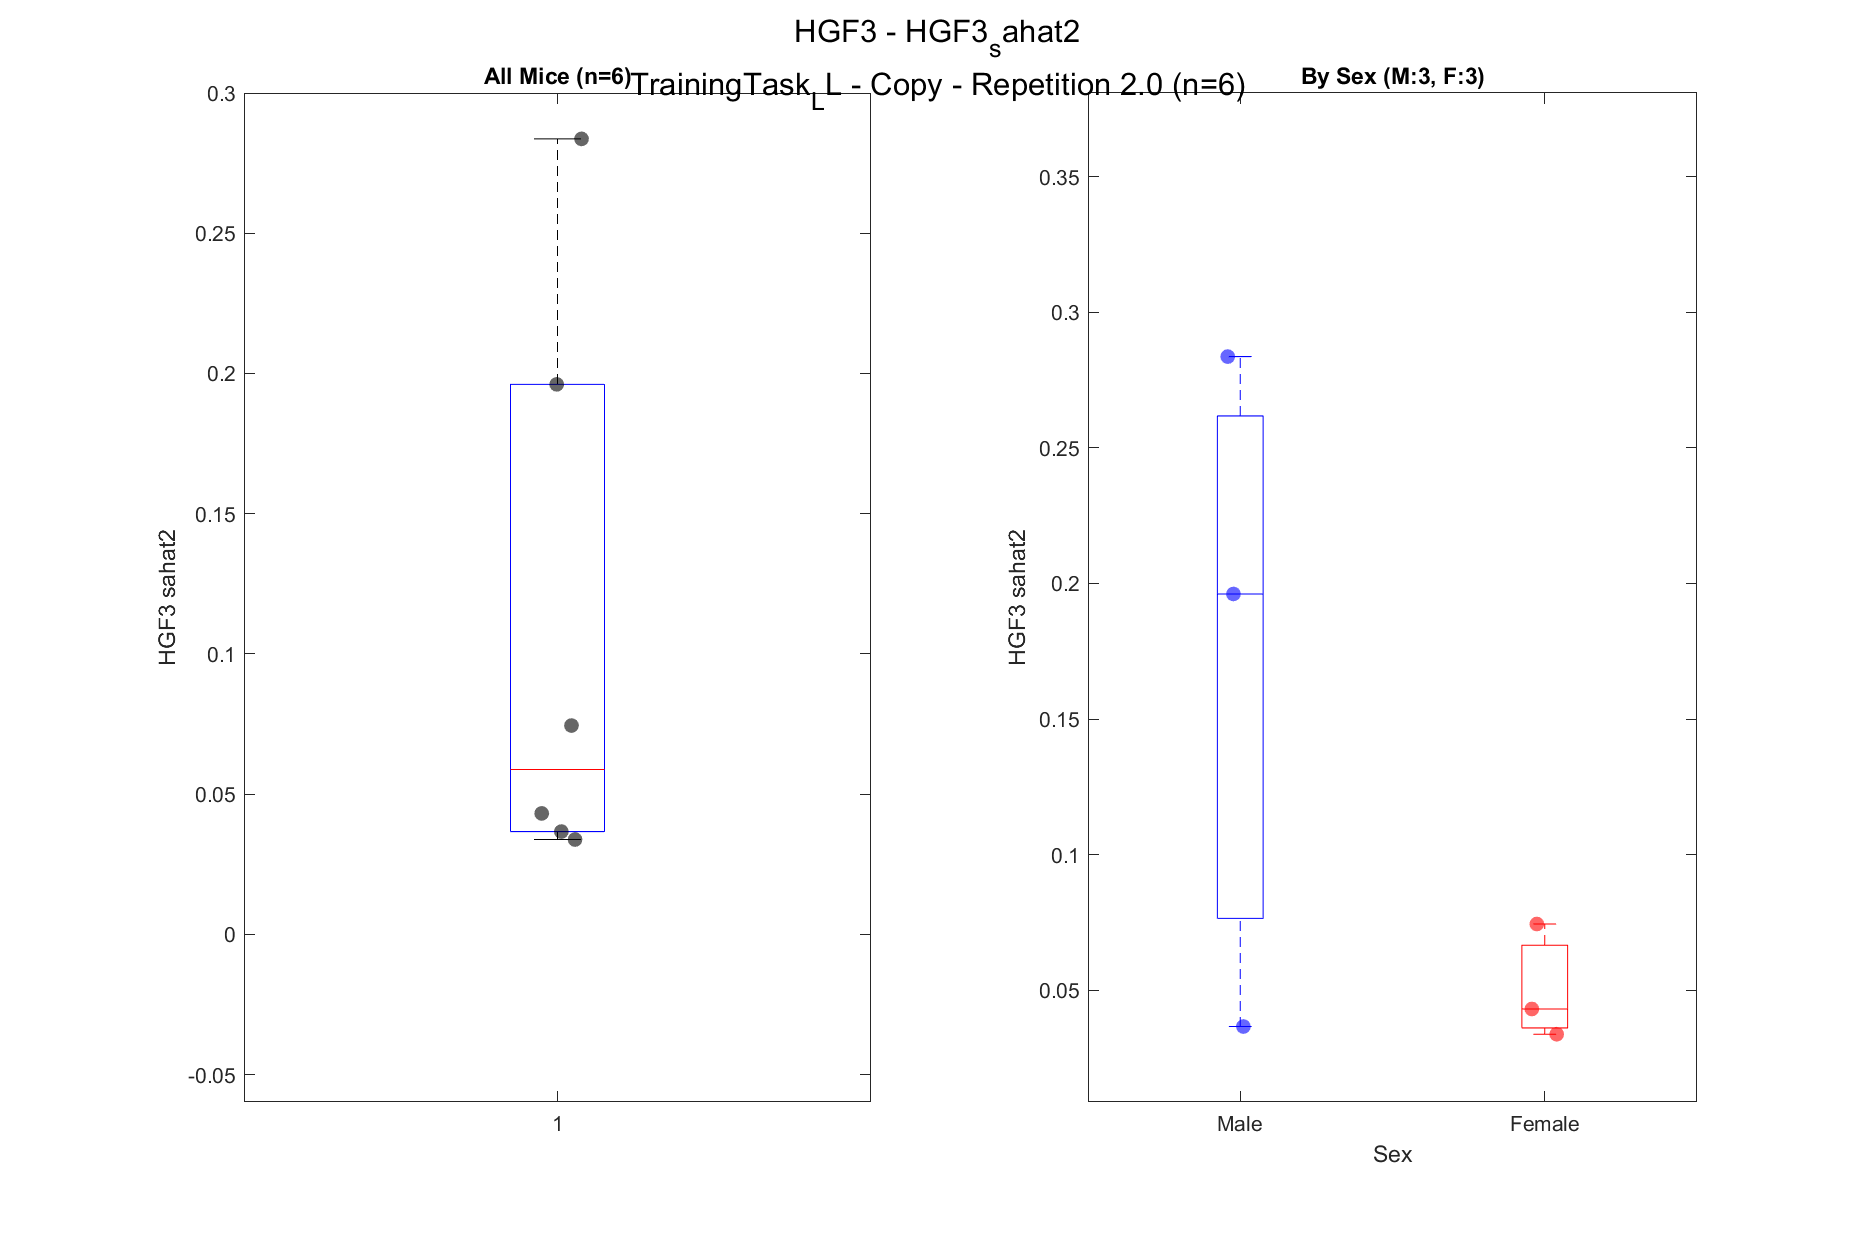 HGF3 - HGF3sahat2
TrainingTaskLL - Copy - Repetition 2.0 (n=6)
All Mice (n=6)
0.3
0.25
0.2
0.15
0.1
0.05
0
-0.05
HGF3 sahat2
1
By Sex (M:3, F:3)
0.35
0.3
0.25
0.2
0.15
0.1
0.05
HGF3 sahat2
Male Female
Sex